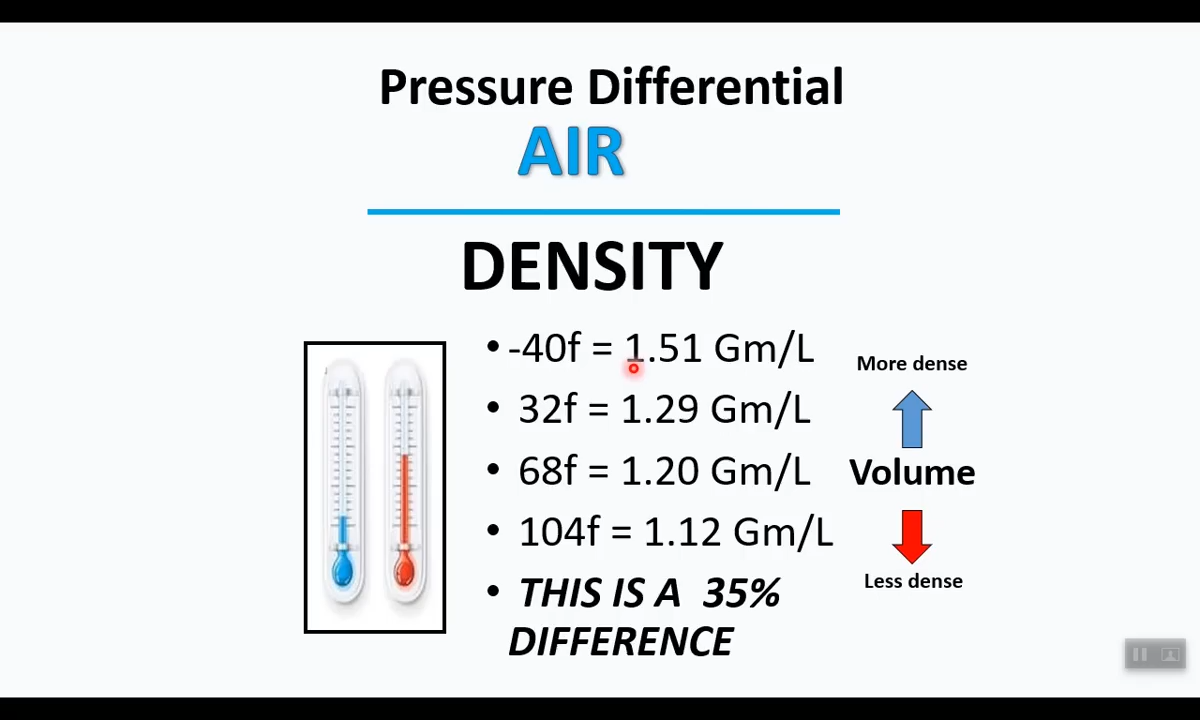 Pressure Differential
AIR
DENSITY
• -40f = 1.51 Gm/L
• 32f = 1.29 Gm/L
• 68f = 1.20 Gm/L
• 104f = 1.12 Gm/L
• THIS IS A 35%
DIFFERENCE
More dense
Volume
Less dense